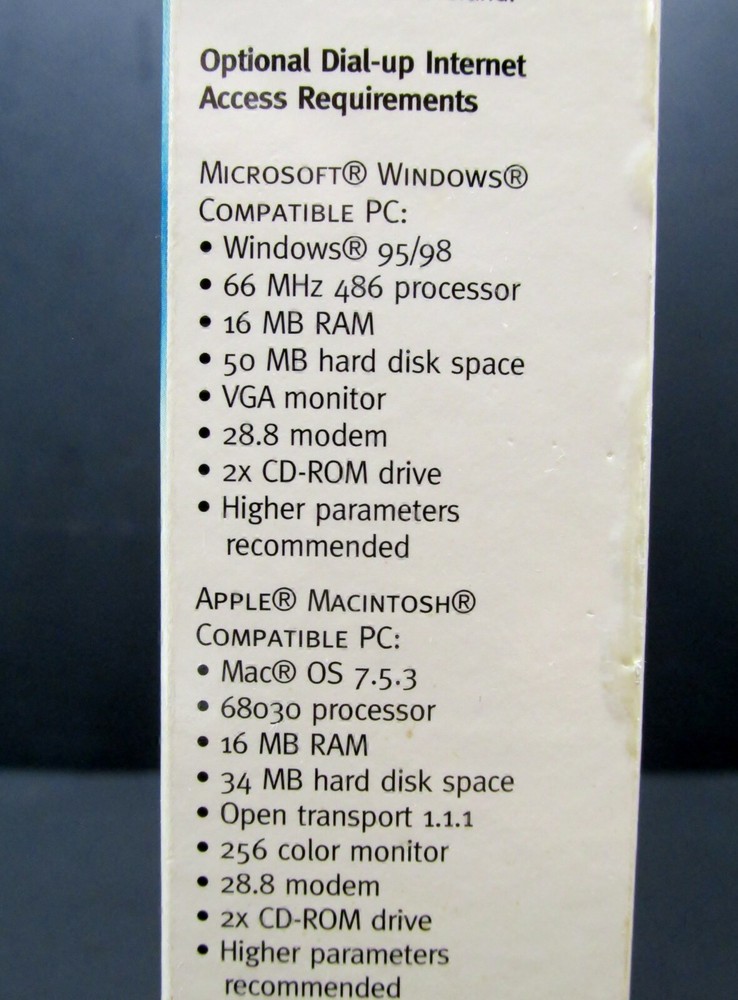 Optional Dial-up Internet
Access Requirements
MICROSOFT® WINDOWS®
COMPATIBLE PC:
• Windows® 95/98
• 66 MHz 486 processor
• 16 MB RAM
• 50 MB hard disk space
• VGA monitor
• 28.8 modem
• 2x CD-ROM drive
• Higher parameters
recommended
APPLE® MACINTOSH®
COMPATIBLE PC:
• Mac® OS 7.5.3
• 68030 processor
• 16 MB RAM
• 34 MB hard disk space
• Open transport 1.1.1
• 256 color monitor
• 28.8 modem
• 2x CD-ROM drive
• Higher parameters
recommended